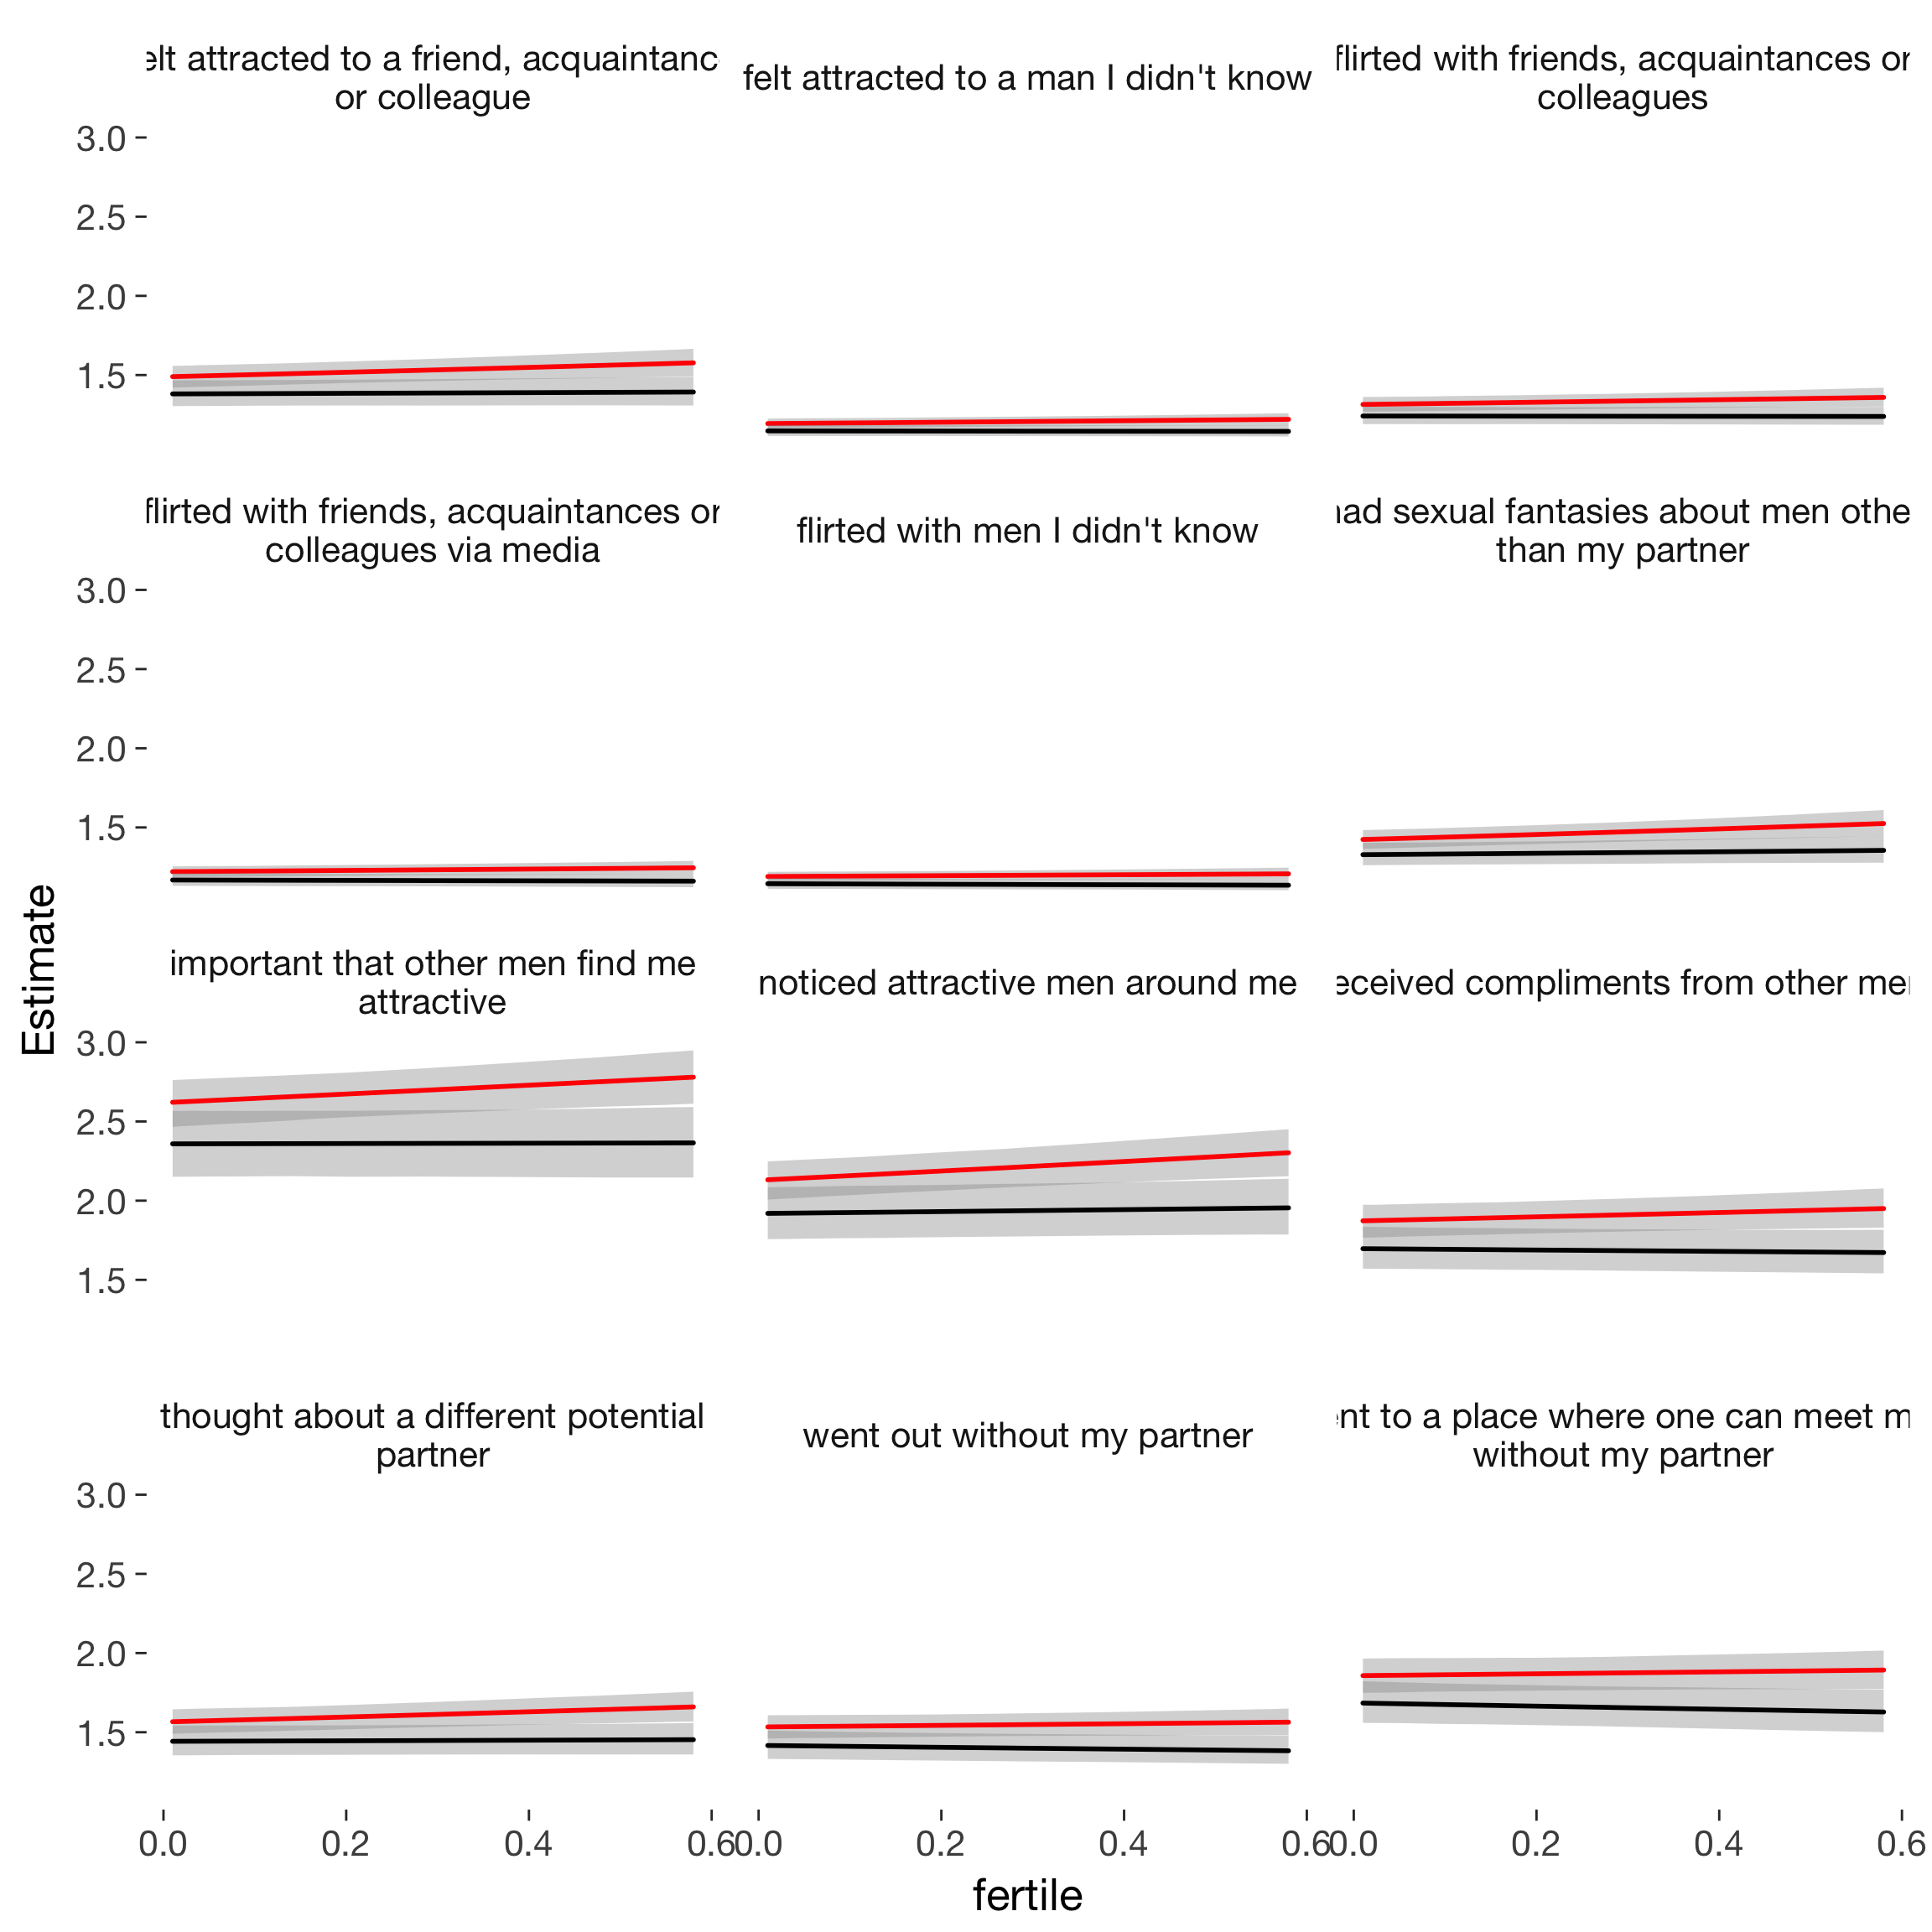 elt attracted to a friend, acquaintanc
or colleague
felt attracted to a man I didn't know
flirted with friends, acquaintances or
colleagues
3.0
2.5
2.0
1.5
flirted with friends, acquaintances or
colleagues via media
flirted with men I didn't know
had sexual fantasies about men othe
than my partner
3.0
2.5
2.0
1.5
important that other men find me
attractive
noticed attractive men around me
eceived compliments from other me
3.0
2.5
2.0
1.5
thought about a different potential
partner
went out without my partner
nt to a place where one can meet m
without my partner
3.0
2.5
2.0
1.5
0.0 0.2 0.4 0.6 0.0 0.2 0.4 0.6 0.0 0.2 0.4 0.6
fertile
Estimate